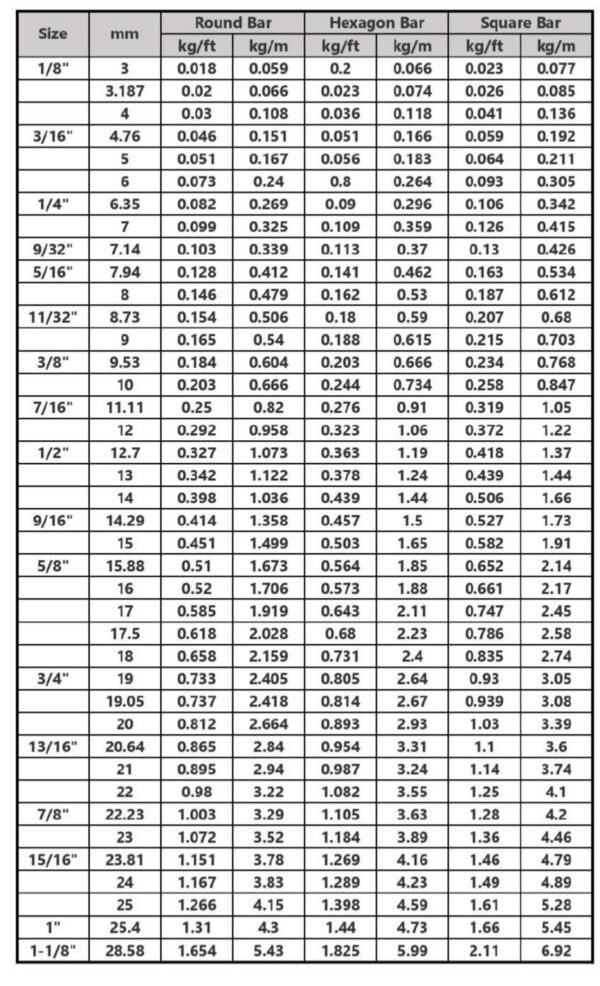 Size mm Round Bar Hexagon Bar Square Bar
kg/ft kg/m kg/ft kg/m kg/ft kg/m
1/8" 3 0.018 0.059 0.2 0.066 0.023 0.077
3.187 0.02 0.066 0.023 0.074 0.026 0.085
4 0.03 0.108 0.036 0.118 0.041 0.136
3/16" 4.76 0.046 0.151 0.051 0.166 0.059 0.192
5 0.051 0.167 0.056 0.183 0.064 0.211
6 0.073 0.24 0.8 0.264 0.093 0.305
1/4" 6.35 0.082 0.269 0.09 0.296 0.106 0.342
7 0.099 0.325 0.109 0.359 0.126 0.415
9/32" 7.14 0.103 0.339 0.113 0.37 0.13 0.426
5/16" 7.94 0.128 0.412 0.141 0.462 0.163 0.534
8 0.146 0.479 0.162 0.53 0.187 0.612
11/32" 8.73 0.154 0.506 0.18 0.59 0.207 0.68
9 0.165 0.54 0.188 0.615 0.215 0.703
3/8" 9.53 0.184 0.604 0.203 0.666 0.234 0.768
10 0.203 0.666 0.244 0.734 0.258 0.847
7/16" 11.11 0.25 0.82 0.276 0.91 0.319 1.05
12 0.292 0.958 0.323 1.06 0.372 1.22
1/2" 12.7 0.327 1.073 0.363 1.19 0.418 1.37
13 0.342 1.122 0.378 1.24 0.439 1.44
14 0.398 1.036 0.439 1.44 0.506 1.66
9/16" 14.29 0.414 1.358 0.457 1.5 0.527 1.73
15 0.451 1.499 0.503 1.65 0.582 1.91
5/8" 15.88 0.51 1.673 0.564 1.85 0.652 2.14
16 0.52 1.706 0.573 1.88 0.661 2.17
17 0.585 1.919 0.643 2.11 0.747 2.45
17.5 0.618 2.028 0.68 2.23 0.786 2.58
18 0.658 2.159 0.731 2.4 0.835 2.74
3/4" 19 0.733 2.405 0.805 2.64 0.93 3.05
19.05 0.737 2.418 0.814 2.67 0.939 3.08
20 0.812 2.664 0.893 2.93 1.03 3.39
13/16" 20.64 0.865 2.84 0.954 3.31 1.1 3.6
21 0.895 2.94 0.987 3.24 1.14 3.74
22 0.98 3.22 1.082 3.55 1.25 4.1
7/8" 22.23 1.003 3.29 1.105 3.63 1.28 4.2
23 1.072 3.52 1.184 3.89 1.36 4.46
15/16" 23.81 1.151 3.78 1.269 4.16 1.46 4.79
24 1.167 3.83 1.289 4.23 1.49 4.89
25 1.266 4.15 1.398 4.59 1.61 5.28
1" 25.4 1.31 4.3 1.44 4.73 1.66 5.45
1-1/8" 28.58 1.654 5.43 1.825 5.99 2.11 6.92